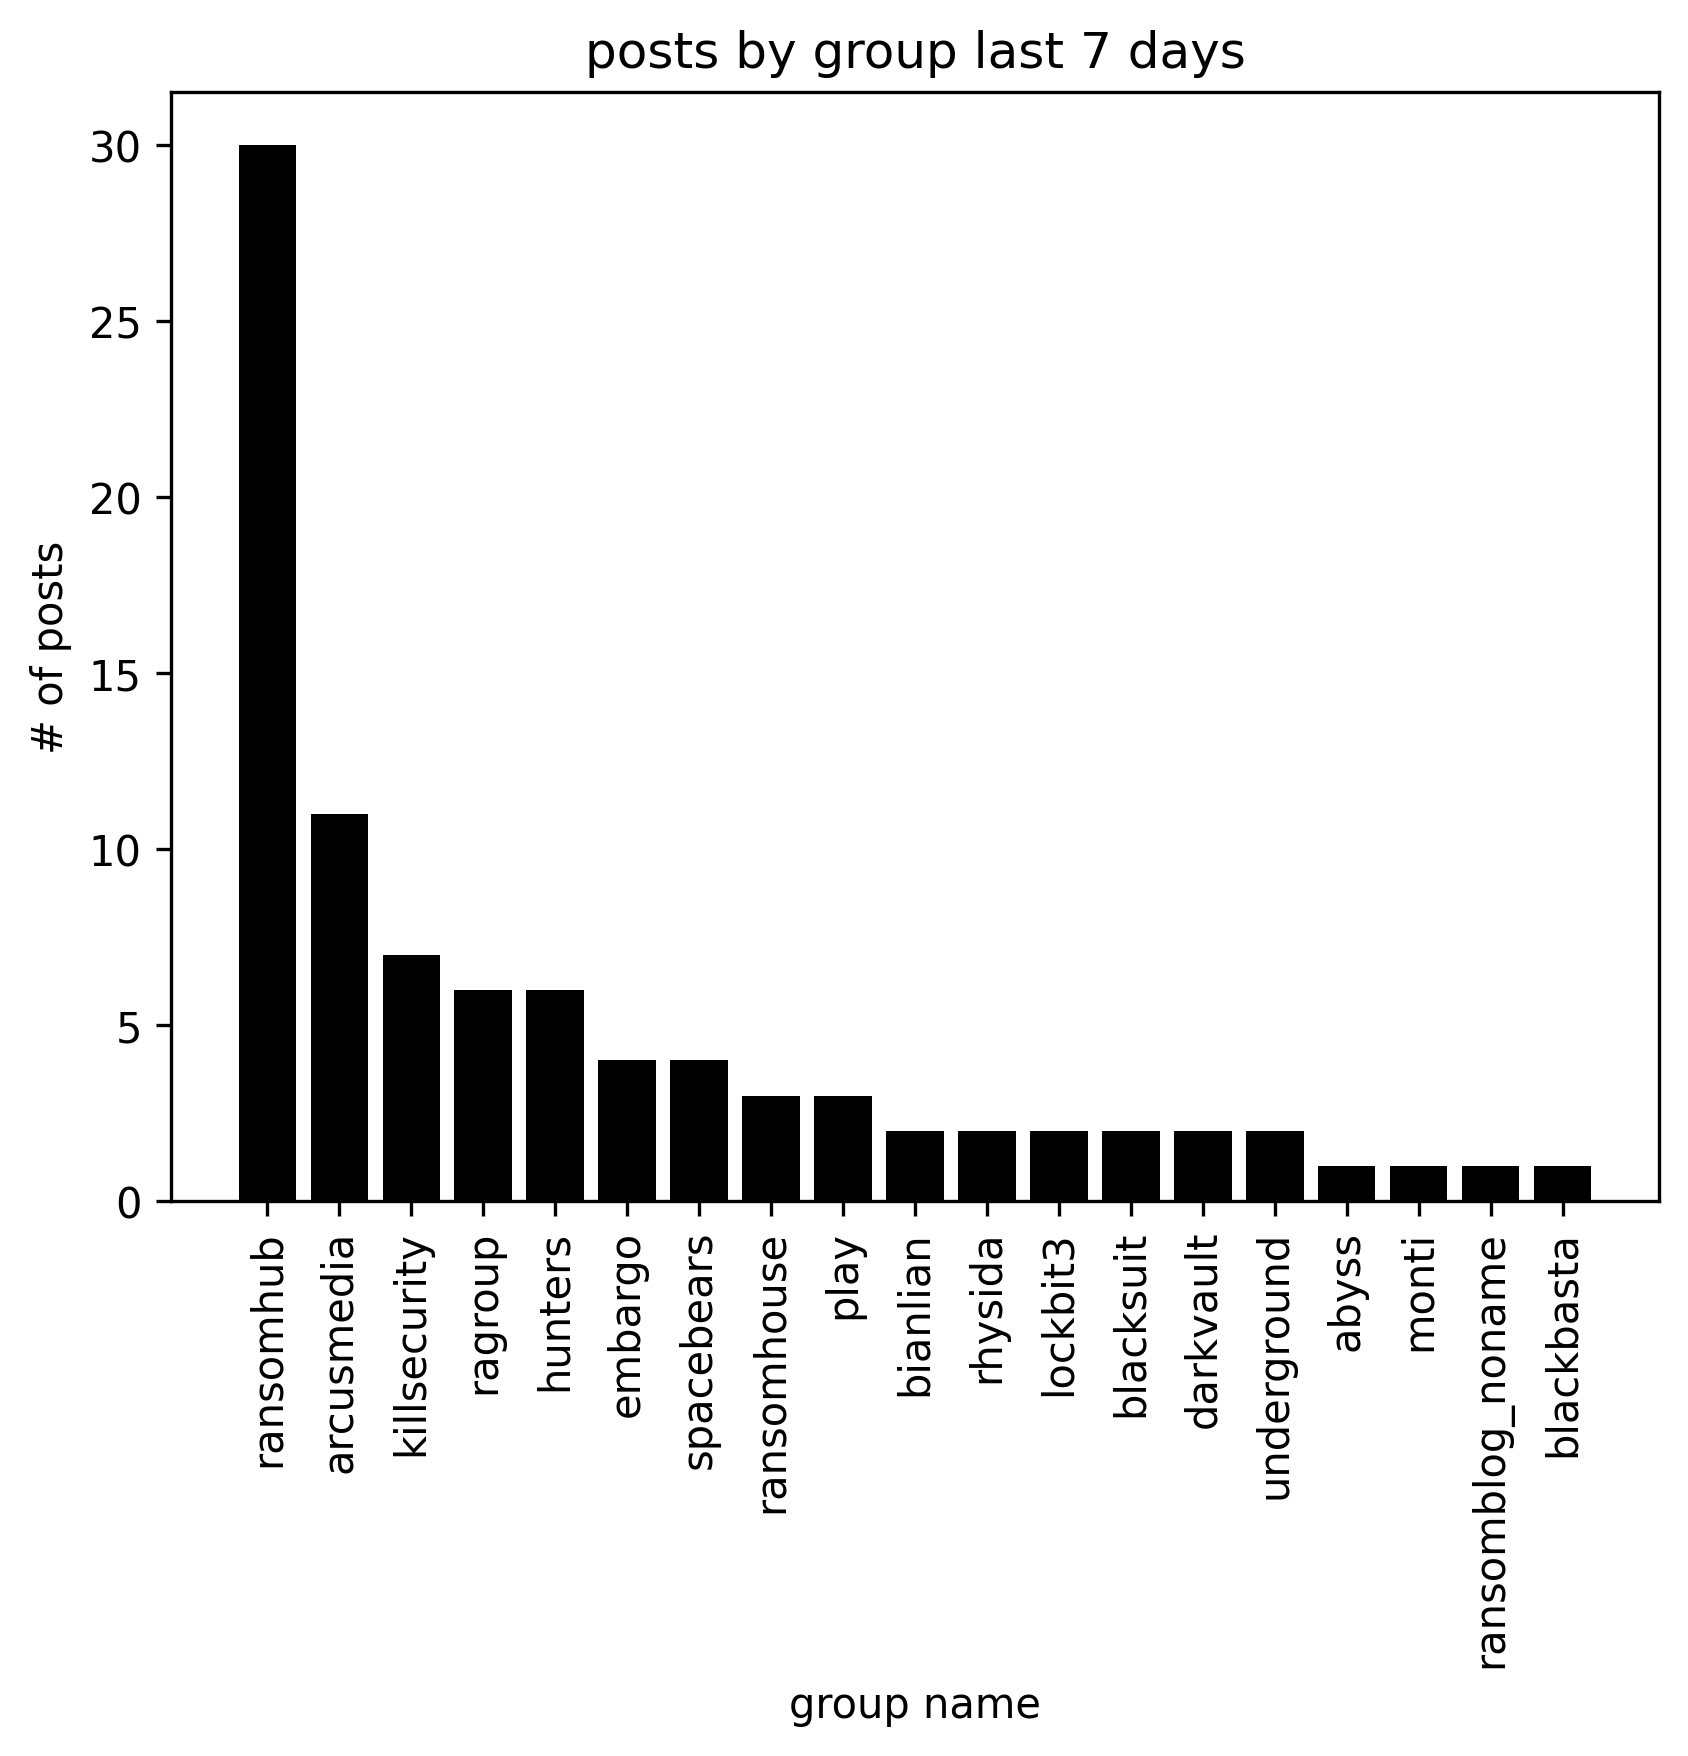 posts by group last 7 days
# of posts
30
25
20
15
10
5
0
ransomhub
arcusmedia
killsecurity
ragroup
hunters
embargo
spacebears
ransomhouse
play
bianlian
rhysida
lockbit3
blacksuit
darkvault
underground
abyss
monti
ransomblog_noname
blackbasta
group name